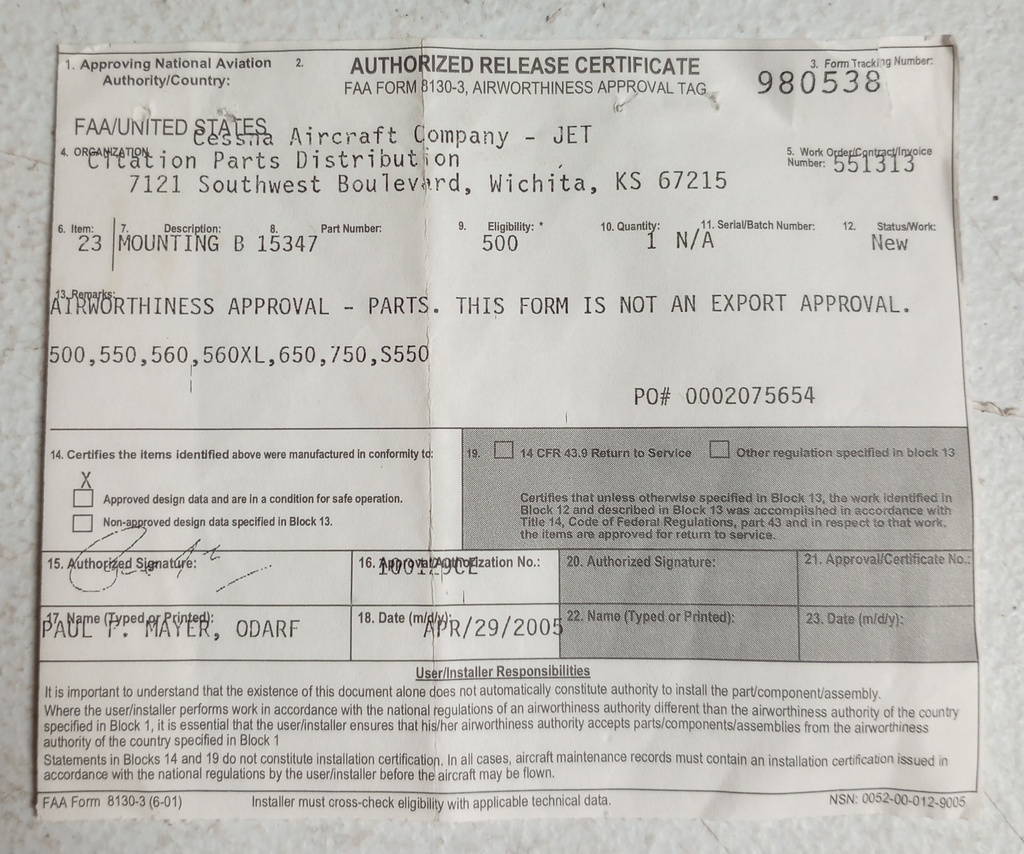 1. Approving National Aviation Authority/Country:
2.
AUTHORIZED RELEASE CERTIFICATE
FAA FORM 8130-3, AIRWORTHINESS APPROVAL TAG
3. Form Tracking Number:
980538
FAA/UNITED STATES
4. ORGANIZATION
Cessna Aircraft Company - JET
Citation Parts Distribution
7121 Southwest Boulevard, Wichita, KS 67215
5. Work Order/Contract/Invoice Number:
551313
6. Item: 7. Description: 8. Part Number: 9. Eligibility: * 10. Quantity: 11. Serial/Batch Number: 12. Status/Work:
23 MOUNTING B 15347 500 1 N/A New
13. Remarks:
AIRWORTHINESS APPROVAL - PARTS. THIS FORM IS NOT AN EXPORT APPROVAL.
500,550,560,560XL,650,750,S550
PO# 0002075654
14. Certifies the items identified above were manufactured in conformity to:
X
Approved design data and are in a condition for safe operation.
Non-approved design data specified in Block 13.
19. 14 CFR 43.9 Return to Service Other regulation specified in block 13
Certifies that unless otherwise specified in Block 13, the work identified in
Block 12 and described in Block 13 was accomplished in accordance with
Title 14, Code of Federal Regulations, part 43 and in respect to that work,
the items are approved for return to service.
15. Authorized Signature:
16. Approval/Authorization No.:
20. Authorized Signature:
21. Approval/Certificate No.:
17. Name (Typed or Printed):
PAUL F. MAYER, ODARF
18. Date (m/d/y):
APR/29/2005
22. Name (Typed or Printed):
23. Date (m/d/y):
User/Installer Responsibilities
It is important to understand that the existence of this document alone does not automatically constitute authority to install the part/component/assembly.
Where the user/installer performs work in accordance with the national regulations of an airworthiness authority different than the airworthiness authority of the country
specified in Block 1, it is essential that the user/installer ensures that his/her airworthiness authority accepts parts/components/assemblies from the airworthiness
authority of the country specified in Block 1
Statements in Blocks 14 and 19 do not constitute installation certification. In all cases, aircraft maintenance records must contain an installation certification issued in
accordance with the national regulations by the user/installer before the aircraft may be flown.
FAA Form 8130-3 (6-01)
Installer must cross-check eligibility with applicable technical data.
NSN: 0052-00-012-9005